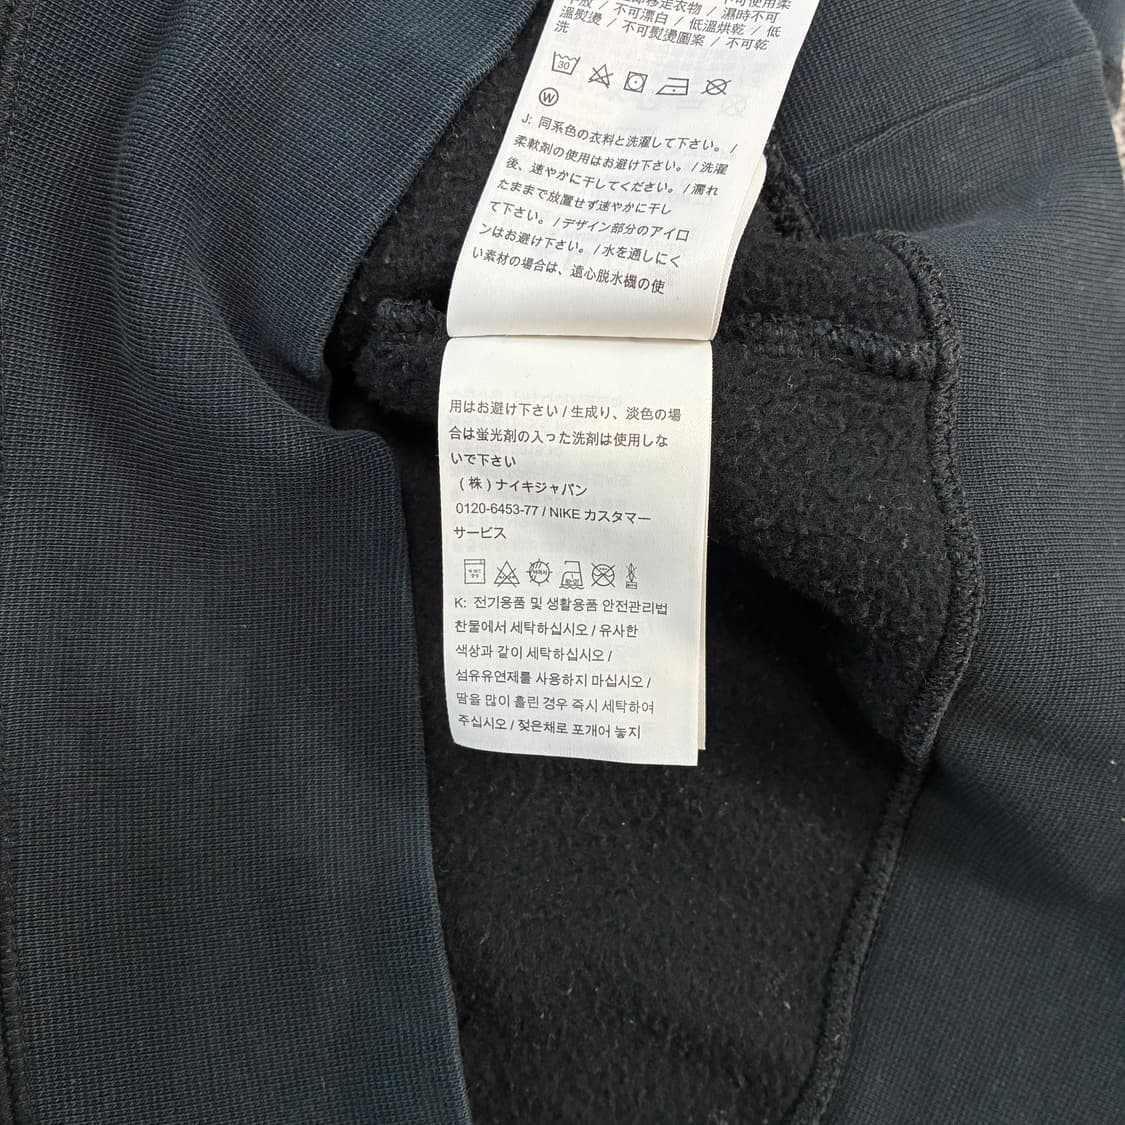 移走衣物 / 濕時不可
/ 不可漂白 / 低溫烘乾 / 低
溫熨燙 / 不可熨燙圖案 / 不可乾
洗
30
W
J: 同系色の衣料と洗濯して下さい。 /
柔軟剤の使用はお避け下さい。 / 洗濯
後、速やかに干してください。 / 濡れ
たままで放置せず速やかに干し
て下さい。 / デザイン部分のアイロ
ンはお避け下さい。 / 水を通しにく
い素材の場合は、遠心脱水機の使
用はお避け下さい / 生成り、淡色の場
合は蛍光剤の入った洗剤は使用しな
いで下さい
(株)ナイキジャパン
0120-6453-77 / NIKE カスタマー
サービス
K: 전기용품 및 생활용품 안전관리법
찬물에서 세탁하십시오 / 유사한
색상과 같이 세탁하십시오 /
섬유유연제를 사용하지 마십시오 /
땀을 많이 흘린 경우 즉시 세탁하여
주십시오 / 젖은채로 포개어 놓지